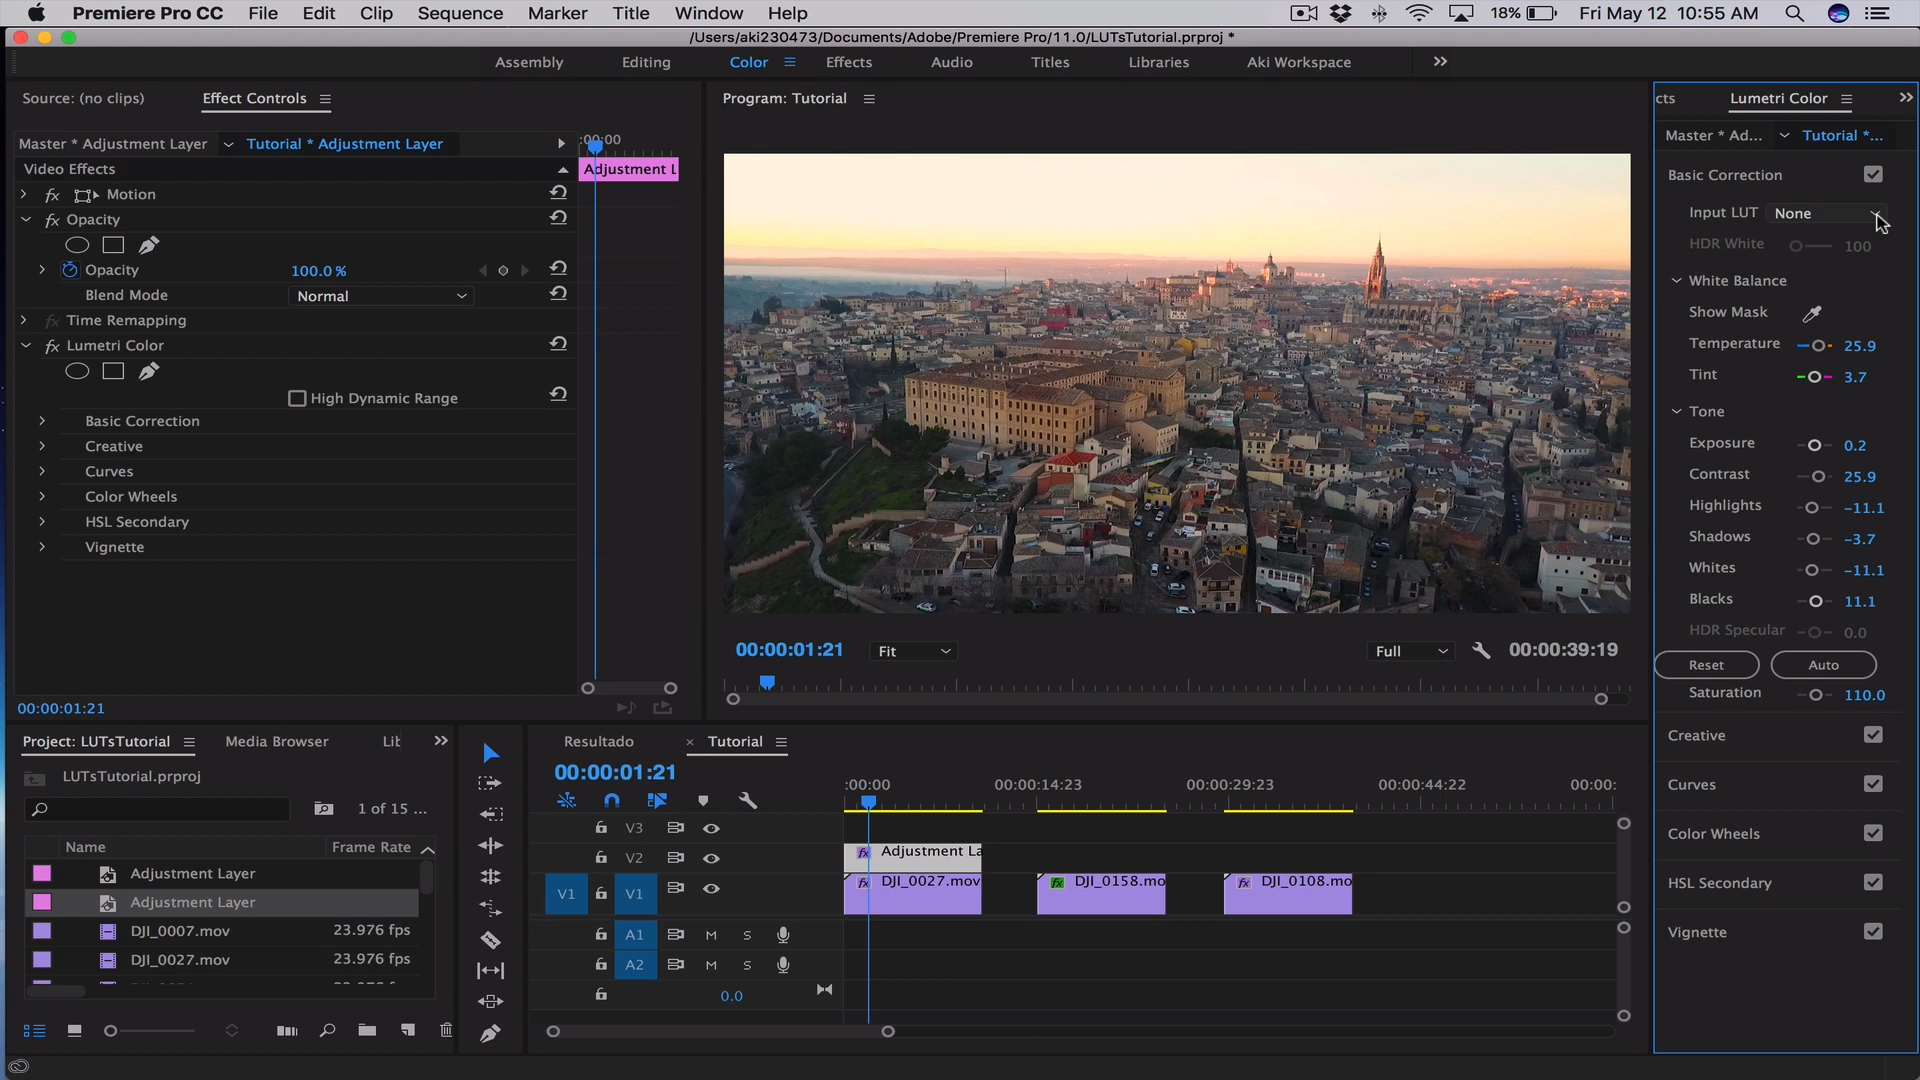 Premiere Pro CC File Edit Clip Sequence Marker Title Window Help 18% Fri May 12 10:55 AM
/Users/aki230473/Documents/Adobe/Premiere Pro/11.0/LUTsTutorial.prproj *
Assembly Editing Color Effects Audio Titles Libraries Aki Workspace
Source: (no clips) Effect Controls
Master * Adjustment Layer Tutorial * Adjustment Layer
:00:00
Video Effects
Adjustment L
fx Motion
fx Opacity
Opacity 100.0 %
Blend Mode Normal
fx Time Remapping
fx Lumetri Color
High Dynamic Range
Basic Correction
Creative
Curves
Color Wheels
HSL Secondary
Vignette
00:00:01:21
Program: Tutorial
00:00:01:21 Fit Full 00:00:39:19
cts Lumetri Color
Master * Ad... Tutorial *...
Basic Correction
Input LUT None
HDR White 100
White Balance
Show Mask
Temperature 25.9
Tint 3.7
Tone
Exposure 0.2
Contrast 25.9
Highlights -11.1
Shadows -3.7
Whites -11.1
Blacks 11.1
HDR Specular 0.0
Reset Auto
Saturation 110.0
Creative
Curves
Color Wheels
HSL Secondary
Vignette
Project: LUTsTutorial Media Browser Lib
LUTsTutorial.prproj
1 of 15 ...
Name Frame Rate
Adjustment Layer
Adjustment Layer
DJI_0007.mov 23.976 fps
DJI_0027.mov 23.976 fps
Resultado × Tutorial
00:00:01:21
:00:00 00:00:14:23 00:00:29:23 00:00:44:22 00:00:
V3
V2 fx Adjustment La
V1 V1 fx DJI_0027.mov fx DJI_0158.mo fx DJI_0108.mo
A1 M S
A2 M S
0.0